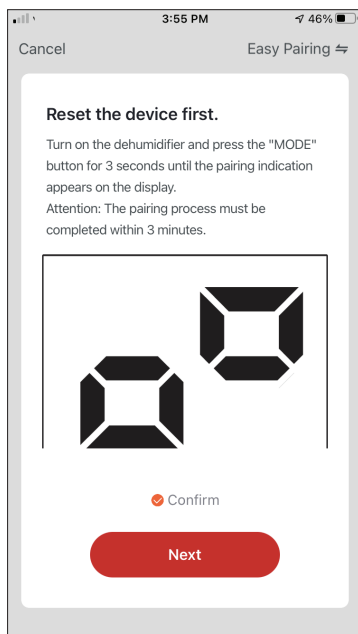 3:55 PM
46%
Cancel
Easy Pairing
Reset the device first.
Turn on the dehumidifier and press the "MODE"
button for 3 seconds until the pairing indication
appears on the display.
Attention: The pairing process must be
completed within 3 minutes.
Confirm
Next